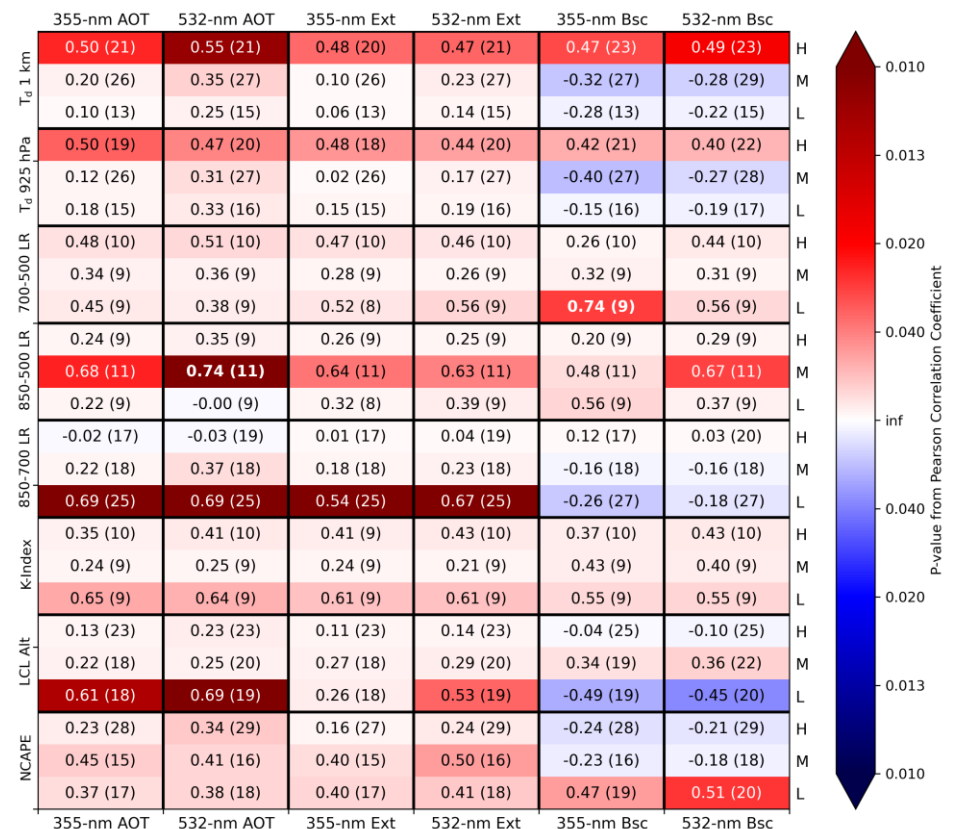 355-nm AOT 532-nm AOT 355-nm Ext 532-nm Ext 355-nm Bsc 532-nm Bsc
T_d 1 km
0.50 (21) 0.55 (21) 0.48 (20) 0.47 (21) 0.47 (23) 0.49 (23) H
0.20 (26) 0.35 (27) 0.10 (26) 0.23 (27) -0.32 (27) -0.28 (29) M
0.10 (13) 0.25 (15) 0.06 (13) 0.14 (15) -0.28 (13) -0.22 (15) L
T_d 925 hPa
0.50 (19) 0.47 (20) 0.48 (18) 0.44 (20) 0.42 (21) 0.40 (22) H
0.12 (26) 0.31 (27) 0.02 (26) 0.17 (27) -0.40 (27) -0.27 (28) M
0.18 (15) 0.33 (16) 0.15 (15) 0.19 (16) -0.15 (16) -0.19 (17) L
700-500 LR
0.48 (10) 0.51 (10) 0.47 (10) 0.46 (10) 0.26 (10) 0.44 (10) H
0.34 (9) 0.36 (9) 0.28 (9) 0.26 (9) 0.32 (9) 0.31 (9) M
0.45 (9) 0.38 (9) 0.52 (8) 0.56 (9) 0.74 (9) 0.56 (9) L
850-500 LR
0.24 (9) 0.35 (9) 0.26 (9) 0.25 (9) 0.20 (9) 0.29 (9) H
0.68 (11) 0.74 (11) 0.64 (11) 0.63 (11) 0.48 (11) 0.67 (11) M
0.22 (9) -0.00 (9) 0.32 (8) 0.39 (9) 0.56 (9) 0.37 (9) L
850-700 LR
-0.02 (17) -0.03 (19) 0.01 (17) 0.04 (19) 0.12 (17) 0.03 (20) H
0.22 (18) 0.37 (18) 0.18 (18) 0.23 (18) -0.16 (18) -0.16 (18) M
0.69 (25) 0.69 (25) 0.54 (25) 0.67 (25) -0.26 (27) -0.18 (27) L
K-Index
0.35 (10) 0.41 (10) 0.41 (9) 0.43 (10) 0.37 (10) 0.43 (10) H
0.24 (9) 0.25 (9) 0.24 (9) 0.21 (9) 0.43 (9) 0.40 (9) M
0.65 (9) 0.64 (9) 0.61 (9) 0.61 (9) 0.55 (9) 0.55 (9) L
LCL Alt
0.13 (23) 0.23 (23) 0.11 (23) 0.14 (23) -0.04 (25) -0.10 (25) H
0.22 (18) 0.25 (20) 0.27 (18) 0.29 (20) 0.34 (19) 0.36 (22) M
0.61 (18) 0.69 (19) 0.26 (18) 0.53 (19) -0.49 (19) -0.45 (20) L
NCAPE
0.23 (28) 0.34 (29) 0.16 (27) 0.24 (29) -0.24 (28) -0.21 (29) H
0.45 (15) 0.41 (16) 0.40 (15) 0.50 (16) -0.23 (16) -0.18 (18) M
0.37 (17) 0.38 (18) 0.40 (17) 0.41 (18) 0.47 (19) 0.51 (20) L
355-nm AOT 532-nm AOT 355-nm Ext 532-nm Ext 355-nm Bsc 532-nm Bsc
0.010
0.013
0.020
0.040
inf
0.040
0.020
0.013
0.010
P-value from Pearson Correlation Coefficient